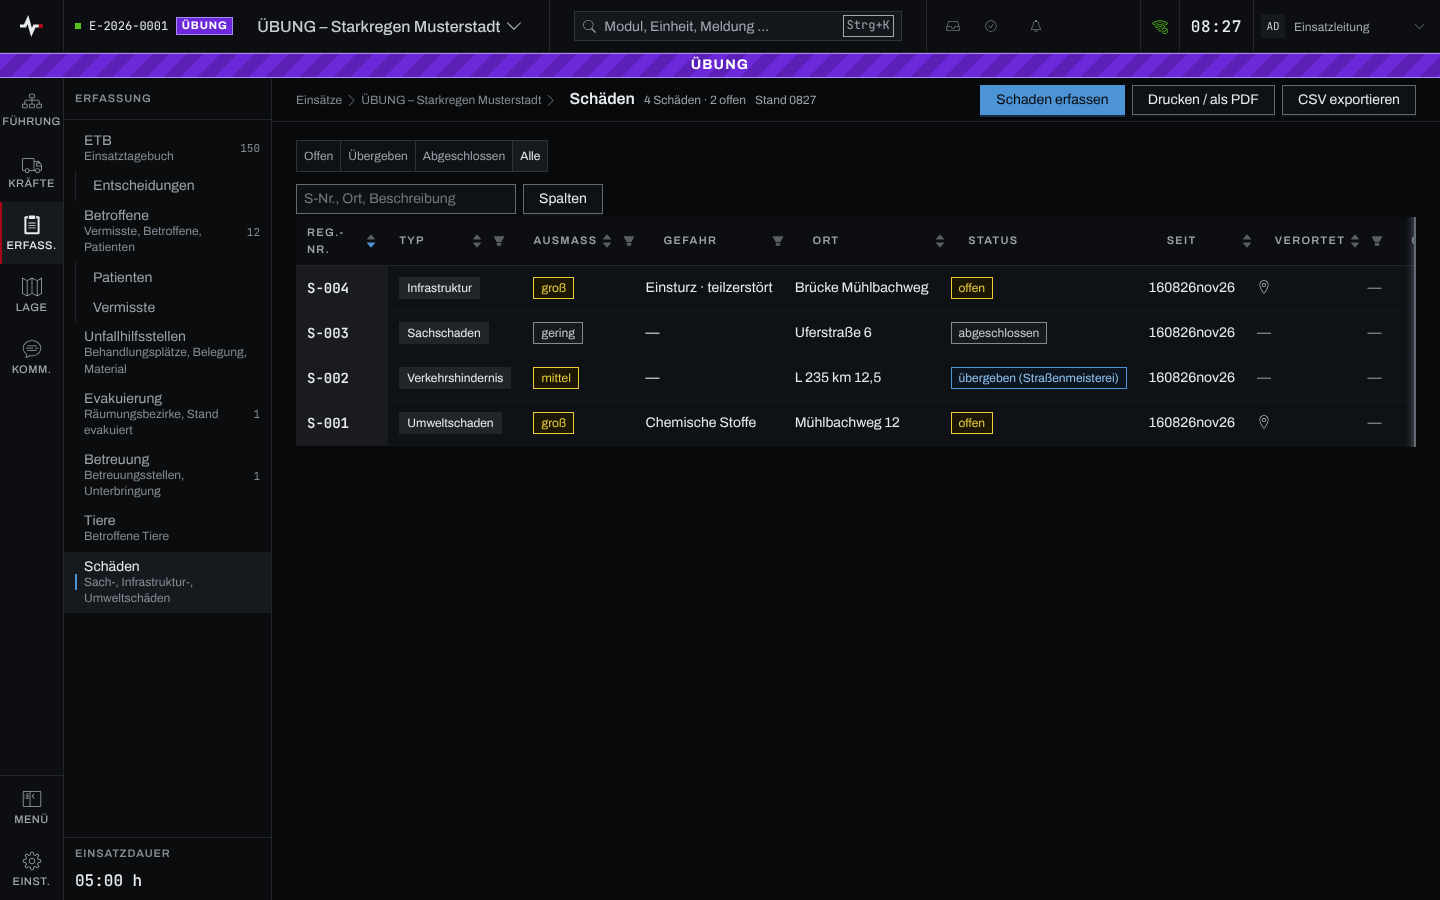 E-2026-0001 ÜBUNG ÜBUNG – Starkregen Musterstadt Modul, Einheit, Meldung ... Strg+K 08:27 AD Einsatzleitung
ÜBUNG
FÜHRUNG
KRÄFTE
ERFASS.
LAGE
KOMM.
MENÜ
EINST.
ERFASSUNG
ETB
Einsatztagebuch
150
Entscheidungen
Betroffene
Vermisste, Betroffene,
Patienten
12
Patienten
Vermisste
Unfallhilfsstellen
Behandlungsplätze, Belegung,
Material
Evakuierung
Räumungsbezirke, Stand
evakuiert
1
Betreuung
Betreuungsstellen,
Unterbringung
1
Tiere
Betroffene Tiere
Schäden
Sach-, Infrastruktur-,
Umweltschäden
EINSATZDAUER
05:00 h
Einsätze ÜBUNG – Starkregen Musterstadt Schäden 4 Schäden · 2 offen Stand 0827
Schaden erfassen Drucken / als PDF CSV exportieren
Offen Übergeben Abgeschlossen Alle
S-Nr., Ort, Beschreibung Spalten
REG.-
NR. TYP AUSMASS GEFAHR ORT STATUS SEIT VERORTET
S-004 Infrastruktur groß Einsturz · teilzerstört Brücke Mühlbachweg offen 160826nov26 —
S-003 Sachschaden gering — Uferstraße 6 abgeschlossen 160826nov26 — —
S-002 Verkehrshindernis mittel — L 235 km 12,5 übergeben (Straßenmeisterei) 160826nov26 — —
S-001 Umweltschaden groß Chemische Stoffe Mühlbachweg 12 offen 160826nov26 —